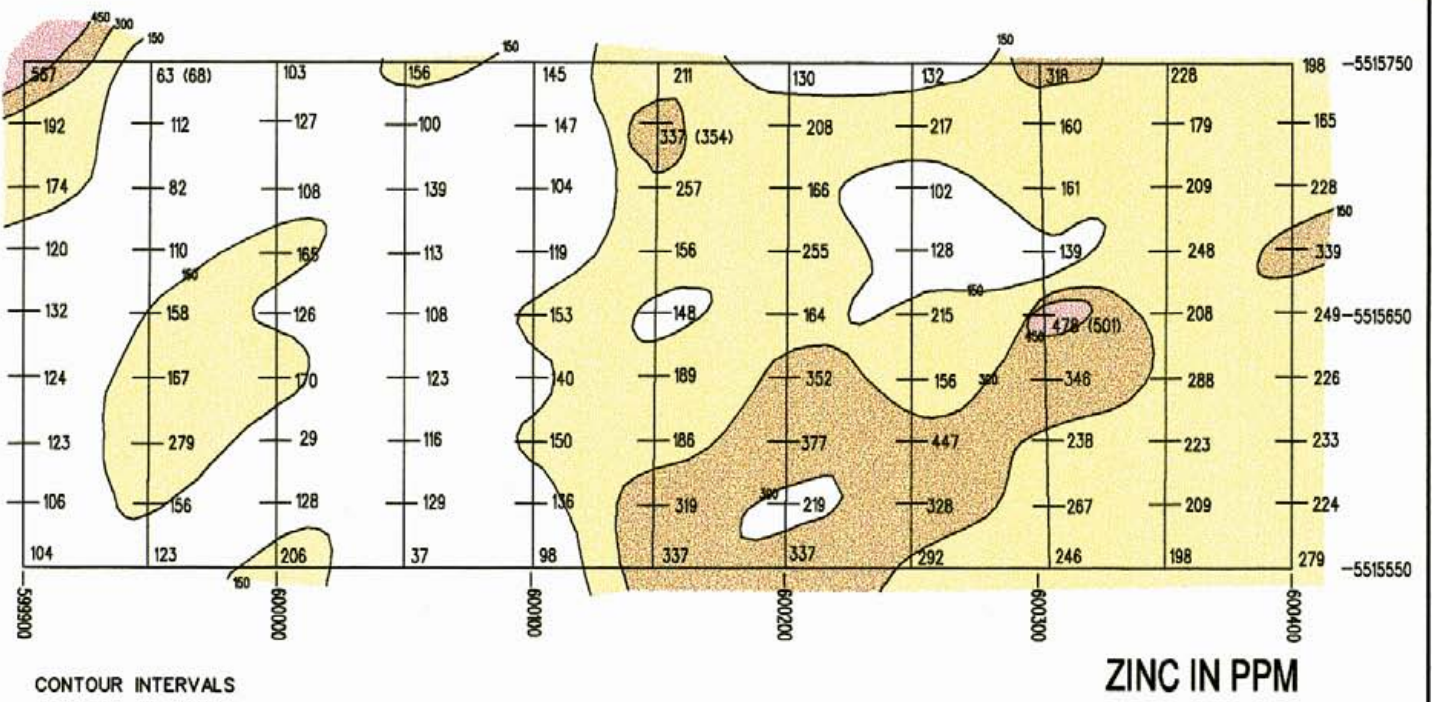 450 300
150
150
150
567 63 (68) 103 156 145 211 130 132 318 228 198 -5515750
192 112 127 100 147 337 (354) 208 217 160 179 165
174 82 108 139 104 257 166 102 161 209 228
150
120 110 165 113 119 156 255 128 139 248 339
150
150
132 158 126 108 153 148 164 215 478 (501) 208 249 -5515650
450
124 167 170 123 140 189 352 156 300 346 288 226
123 279 29 116 150 186 377 447 238 223 233
300
106 156 128 129 136 319 219 328 267 209 224
104 123 206 37 98 337 337 292 246 198 279 -5515550
150
599900 600000 600100 600200 600300 600400
CONTOUR INTERVALS
ZINC IN PPM